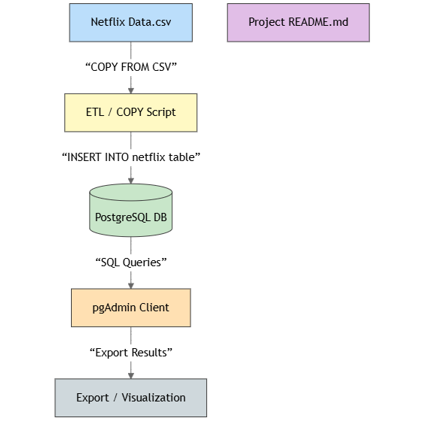 Netflix Data.csv
Project README.md
“COPY FROM CSV”
ETL / COPY Script
“INSERT INTO netflix table”
PostgreSQL DB
“SQL Queries”
pgAdmin Client
“Export Results”
Export / Visualization